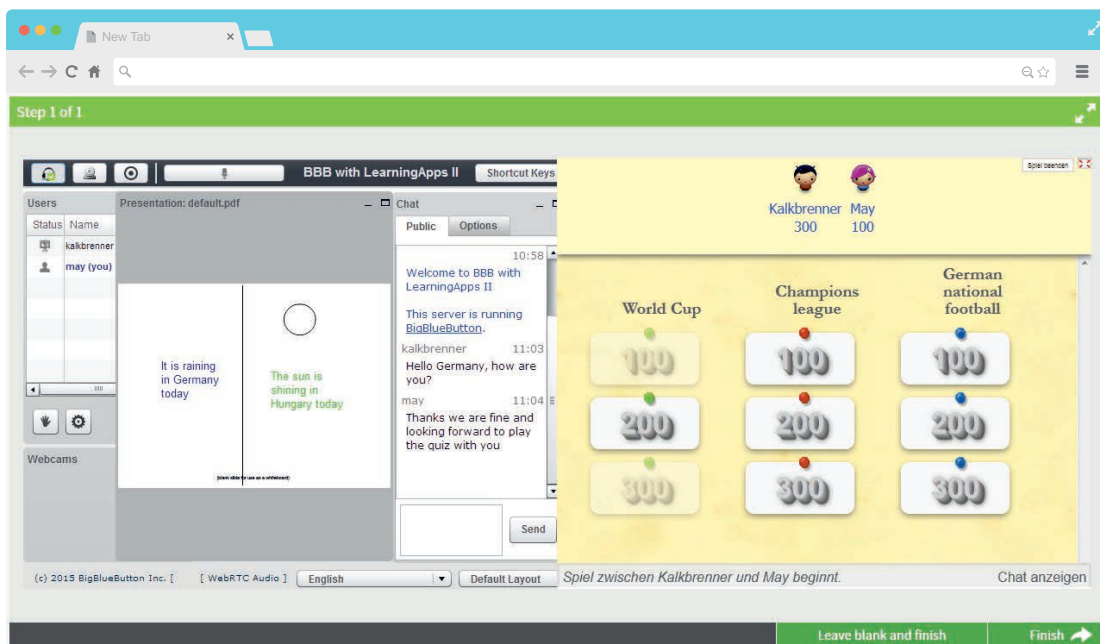 New Tab
Step 1 of 1
BBB with LearningApps II
Shortcut Keys
Users
Status Name
kalkbrenner
may (you)
Webcams
Presentation: default.pdf
It is raining
in Germany
today
The sun is
shining in
Hungary today
(blank slide for use as a whiteboard)
Chat
Public Options
10:58
Welcome to BBB with
LearningApps II
This server is running
BigBlueButton.
kalkbrenner 11:03
Hello Germany, how are
you?
may 11:04
Thanks we are fine and
looking forward to play
the quiz with you
Send
(c) 2015 BigBlueButton Inc. [ [ WebRTC Audio ] English Default Layout
Spiel beenden
Kalkbrenner May
300 100
World Cup
Champions
league
German
national
football
100 100 100
200 200 200
300 300 300
Spiel zwischen Kalkbrenner und May beginnt.
Chat anzeigen
Leave blank and finish
Finish